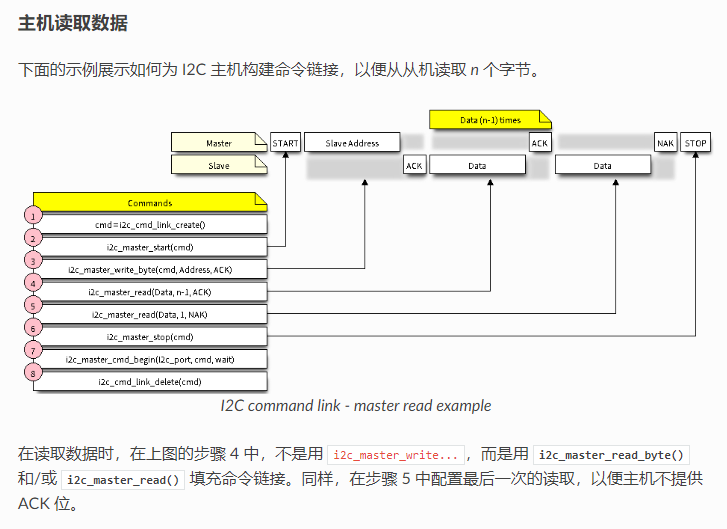 主机读取数据
下面的示例展示如何为 I2C 主机构建命令链接，以便从从机读取 n 个字节。
Data (n-1) times
Master START Slave Address ACK NAK STOP
Slave ACK Data Data
Commands
1 cmd = i2c_cmd_link_create()
2 i2c_master_start(cmd)
3 i2c_master_write_byte(cmd, Address, ACK)
4 i2c_master_read(Data, n-1, ACK)
5 i2c_master_read(Data, 1, NAK)
6 i2c_master_stop(cmd)
7 i2c_master_cmd_begin(I2c_port, cmd, wait)
8 i2c_cmd_link_delete(cmd)
I2C command link - master read example
在读取数据时，在上图的步骤 4 中，不是用 i2c_master_write... ，而是用 i2c_master_read_byte()
和/或 i2c_master_read() 填充命令链接。同样，在步骤 5 中配置最后一次的读取，以便主机不提供
ACK 位。